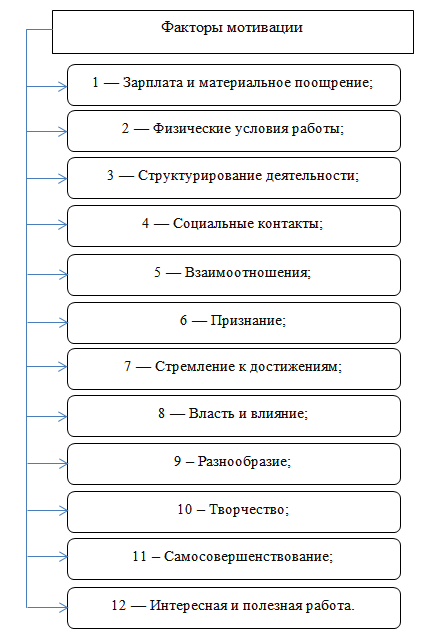 Факторы мотивации
1 — Зарплата и материальное поощрение;
2 — Физические условия работы;
3 — Структурирование деятельности;
4 — Социальные контакты;
5 — Взаимоотношения;
6 — Признание;
7 — Стремление к достижениям;
8 — Власть и влияние;
9 – Разнообразие;
10 – Творчество;
11 – Самосовершенствование;
12 — Интересная и полезная работа.